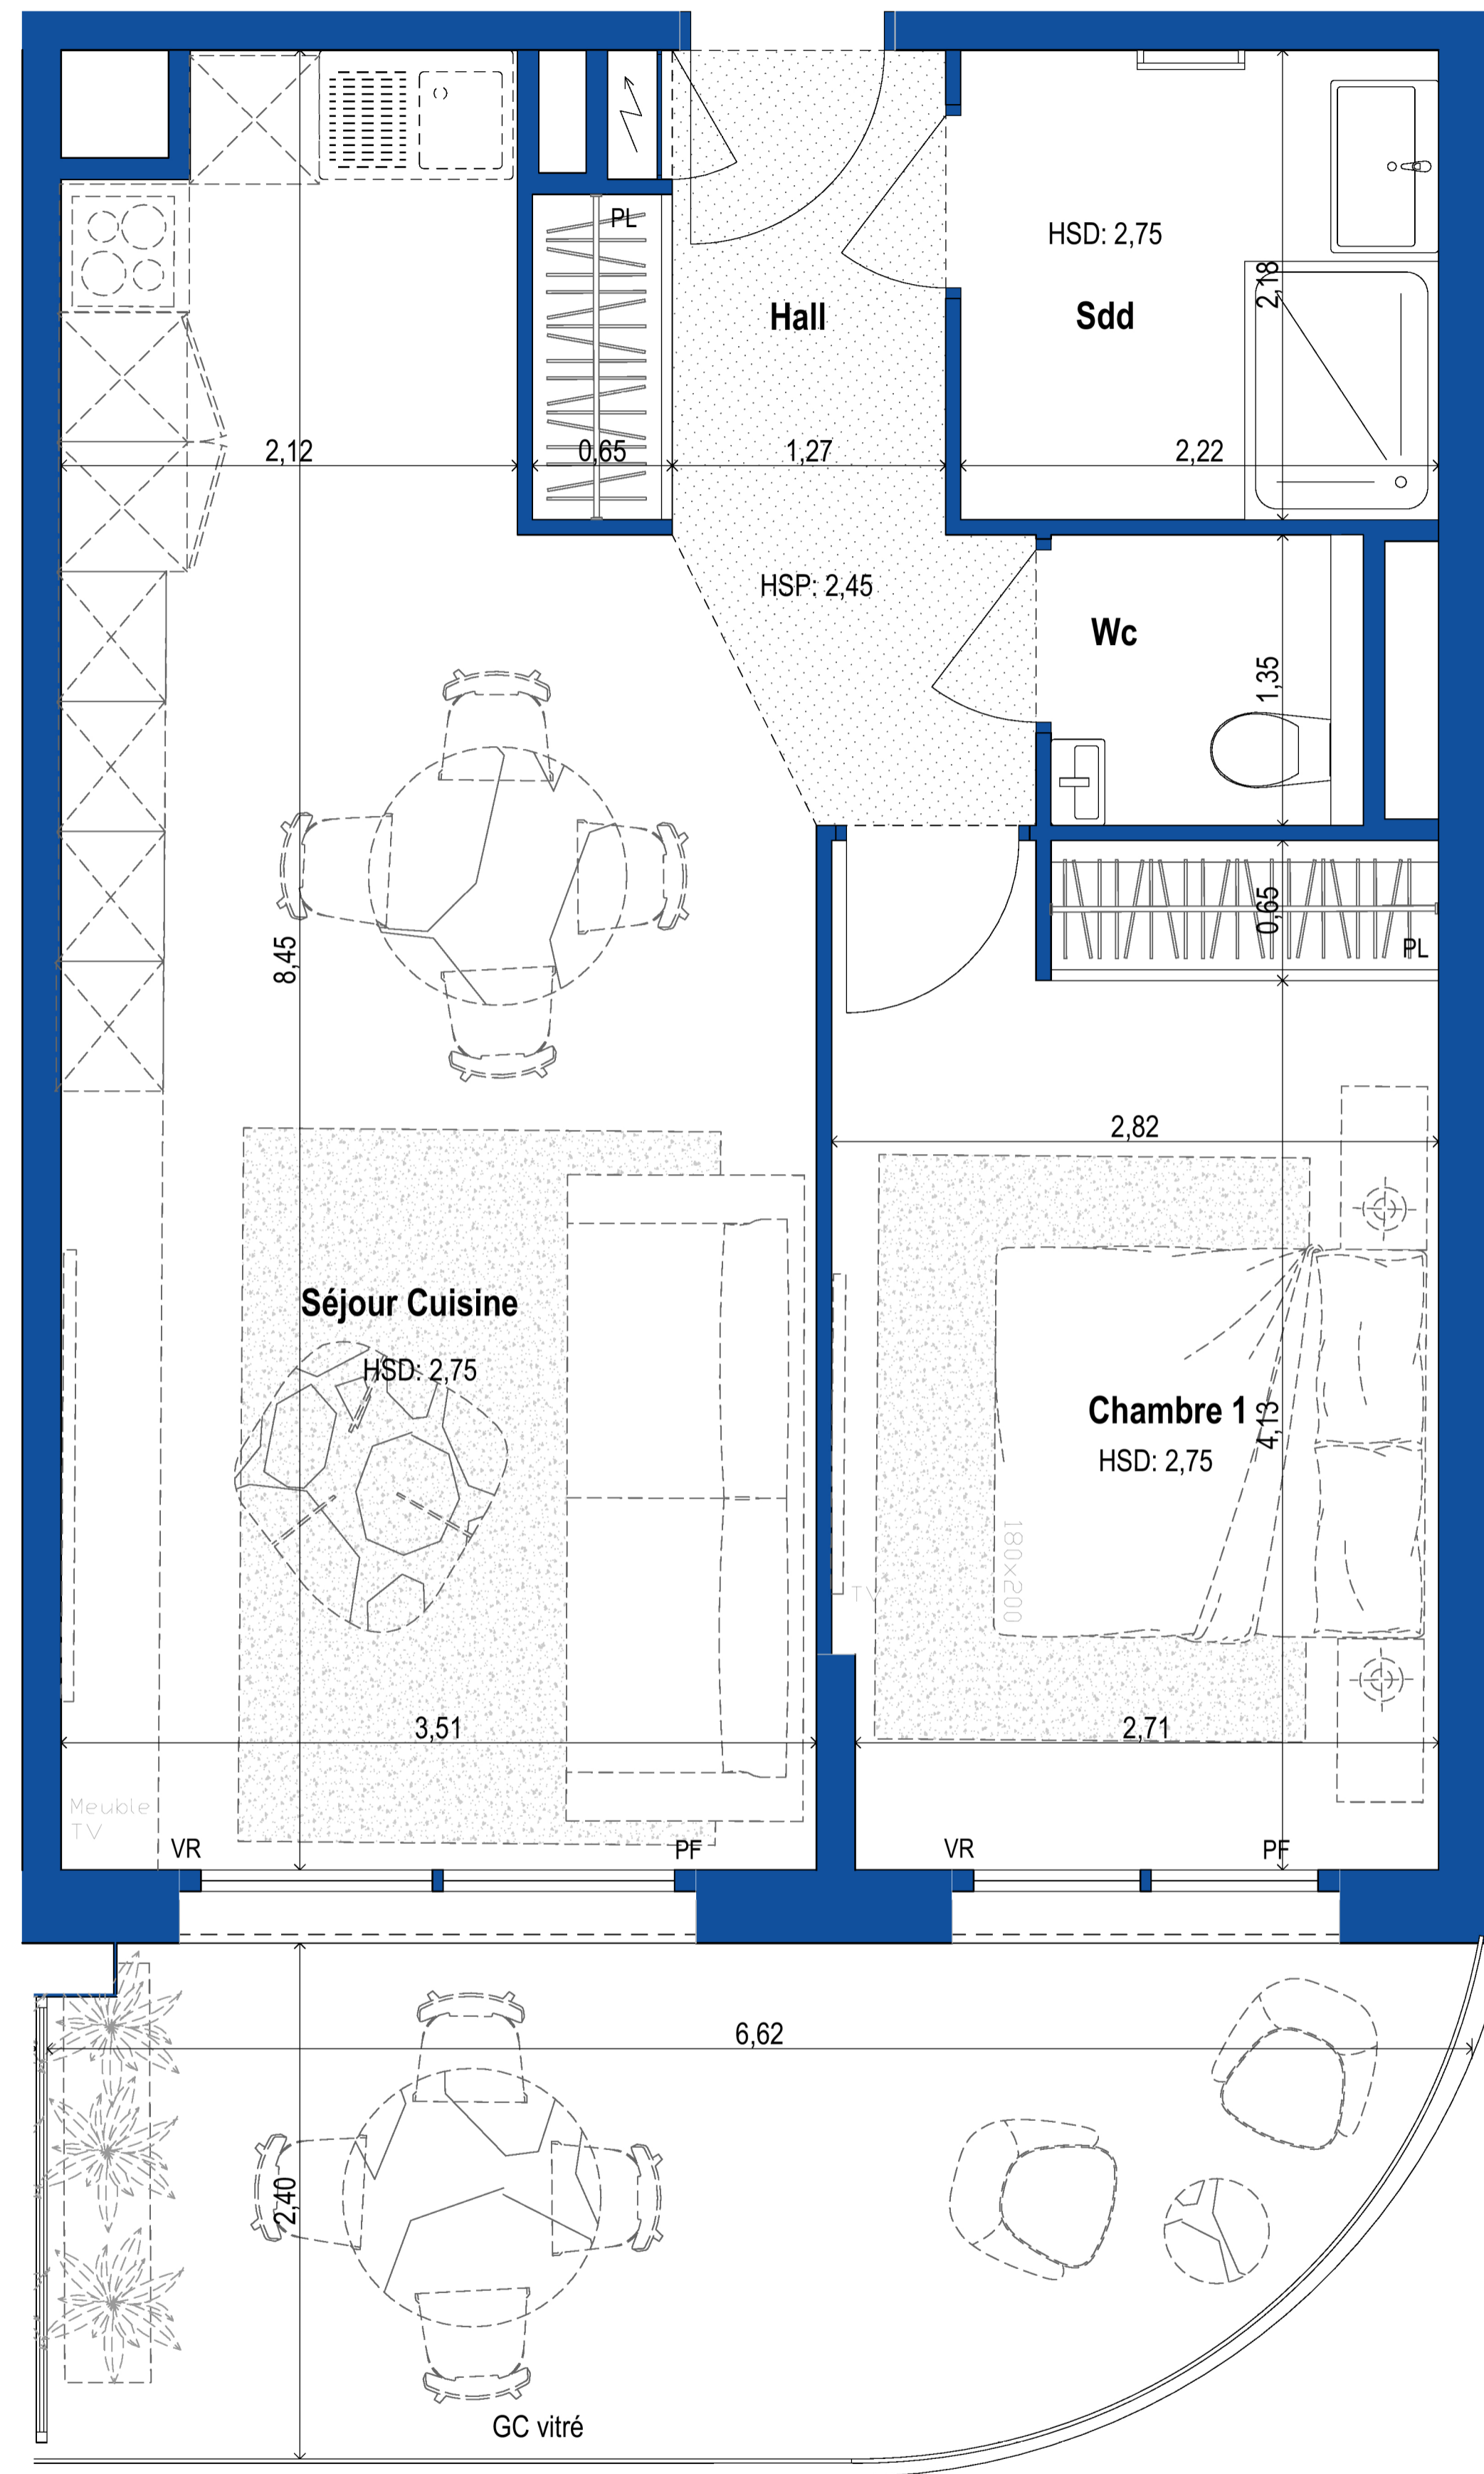 PL
HSD: 2,75
2,18
Hall
Sdd
2,12
0,65
1,27
2,22
HSP: 2,45
Wc
1,35
0,65
PL
8,45
2,82
Séjour Cuisine
HSD: 2,75
Chambre 1
4,13
HSD: 2,75
180x200
TV
3,51
2,71
Meuble
TV
VR
PF
VR
PF
6,62
2,40
GC vitré